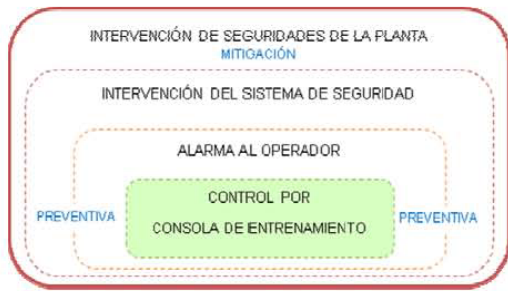 INTERVENCIÓN DE SEGURIDADES DE LA PLANTA
MITIGACIÓN
INTERVENCIÓN DEL SISTEMA DE SEGURIDAD
ALARMA AL OPERADOR
CONTROL POR
PREVENTIVA
CONSOLA DE ENTRENAMIENTO
PREVENTIVA